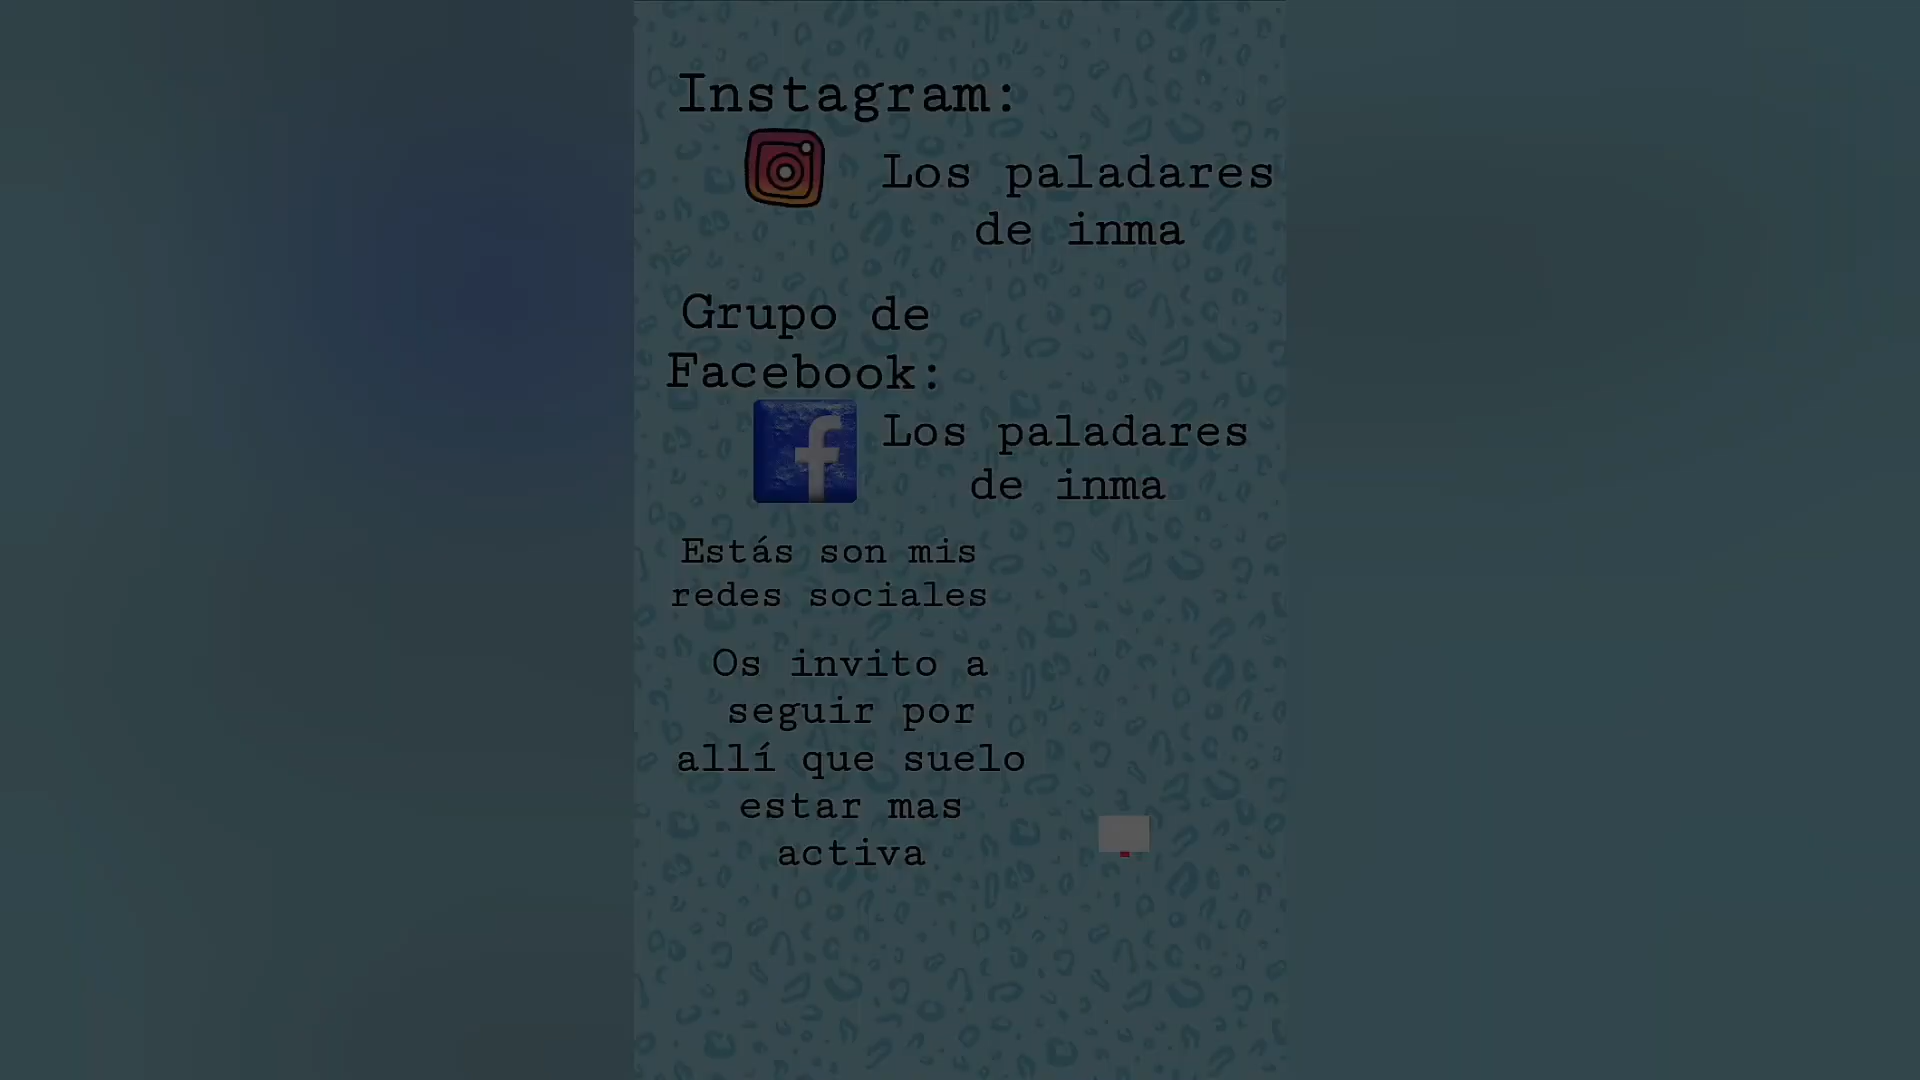 Instagram:
Los paladares
de inma
Grupo de
Facebook:
Los paladares
de inma
Estás son mis
redes sociales
Os invito a
seguir por
allí que suelo
estar mas
activa